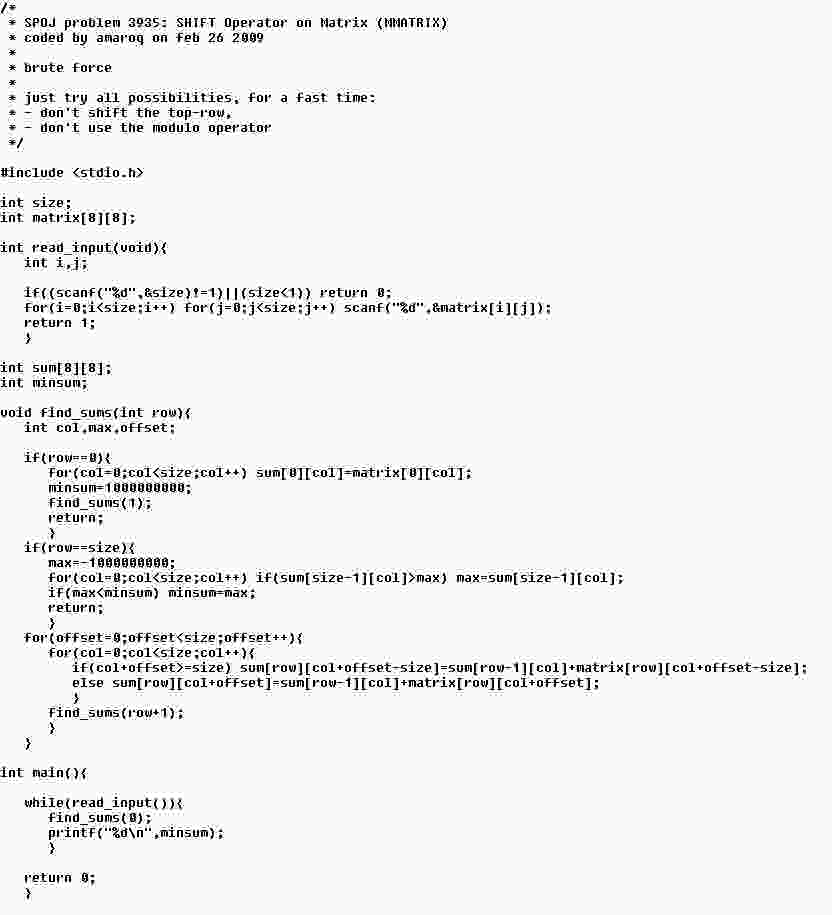 /*
 * SPOJ problem 3935: SHIFT Operator on Matrix (MMATRIX)
 * coded by amaroq on feb 26 2009
 *
 * brute force
 *
 * just try all possibilities, for a fast time:
 * - don't shift the top-row,
 * - don't use the modulo operator
 */

#include <stdio.h>

int size;
int matrix[8][8];

int read_input(void){
   int i,j;

   if((scanf("%d",&size)!=1)||(size<1)) return 0;
   for(i=0;i<size;i++) for(j=0;j<size;j++) scanf("%d",&matrix[i][j]);
   return 1;
   }

int sum[8][8];
int minsum;

void find_sums(int row){
   int col,max,offset;

   if(row==0){
      for(col=0;col<size;col++) sum[0][col]=matrix[0][col];
      minsum=1000000000;
      find_sums(1);
      return;
      }
   if(row==size){
      max=-1000000000;
      for(col=0;col<size;col++) if(sum[size-1][col]>max) max=sum[size-1][col];
      if(max<minsum) minsum=max;
      return;
      }
   for(offset=0;offset<size;offset++){
      for(col=0;col<size;col++){
         if(col+offset>=size) sum[row][col+offset-size]=sum[row-1][col]+matrix[row][col+offset-size];
         else sum[row][col+offset]=sum[row-1][col]+matrix[row][col+offset];
         }
      find_sums(row+1);
      }
   }

int main(){

   while(read_input()){
      find_sums(0);
      printf("%d\n",minsum);
      }

   return 0;
   }